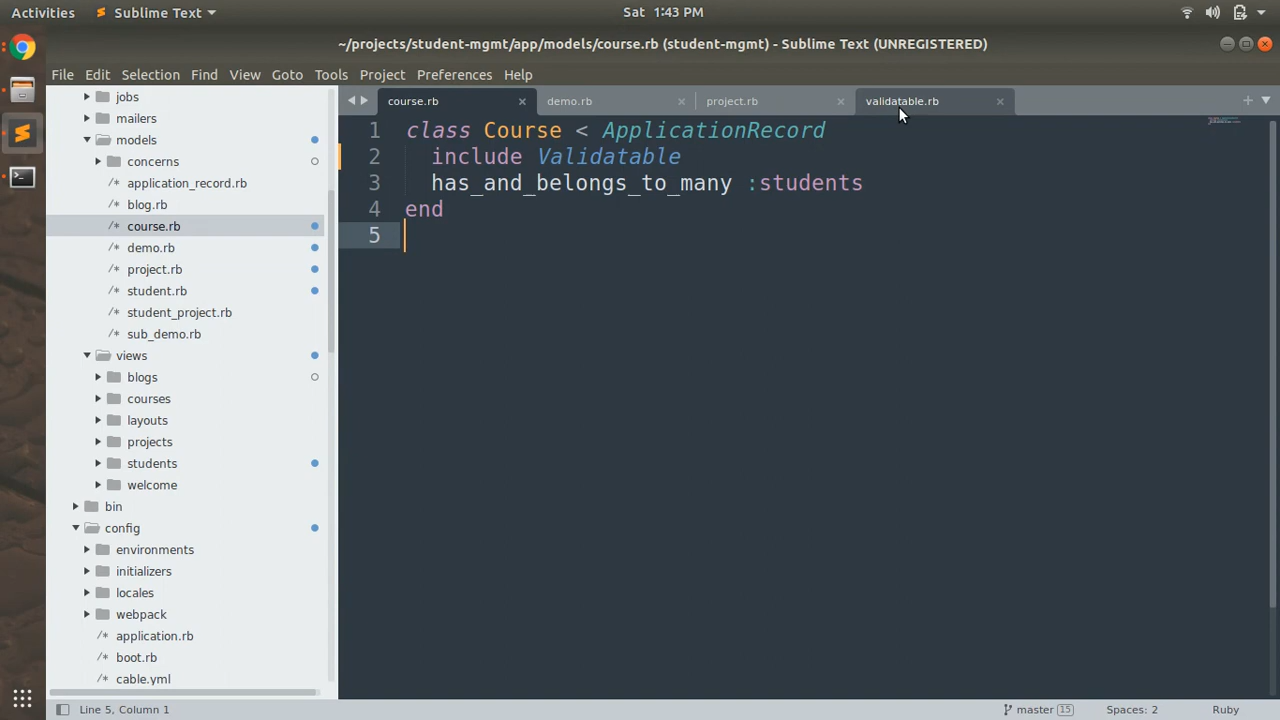 Activities Sublime Text Sat 1:43 PM
~/projects/student-mgmt/app/models/course.rb (student-mgmt) - Sublime Text (UNREGISTERED)
File Edit Selection Find View Goto Tools Project Preferences Help
course.rb demo.rb project.rb validatable.rb
jobs
mailers
models
concerns
/* application_record.rb
/* blog.rb
/* course.rb
/* demo.rb
/* project.rb
/* student.rb
/* student_project.rb
/* sub_demo.rb
views
blogs
courses
layouts
projects
students
welcome
bin
config
environments
initializers
locales
webpack
/* application.rb
/* boot.rb
/* cable.yml
1 class Course < ApplicationRecord
2 include Validatable
3 has_and_belongs_to_many :students
4 end
5
Line 5, Column 1 master 15 Spaces: 2 Ruby